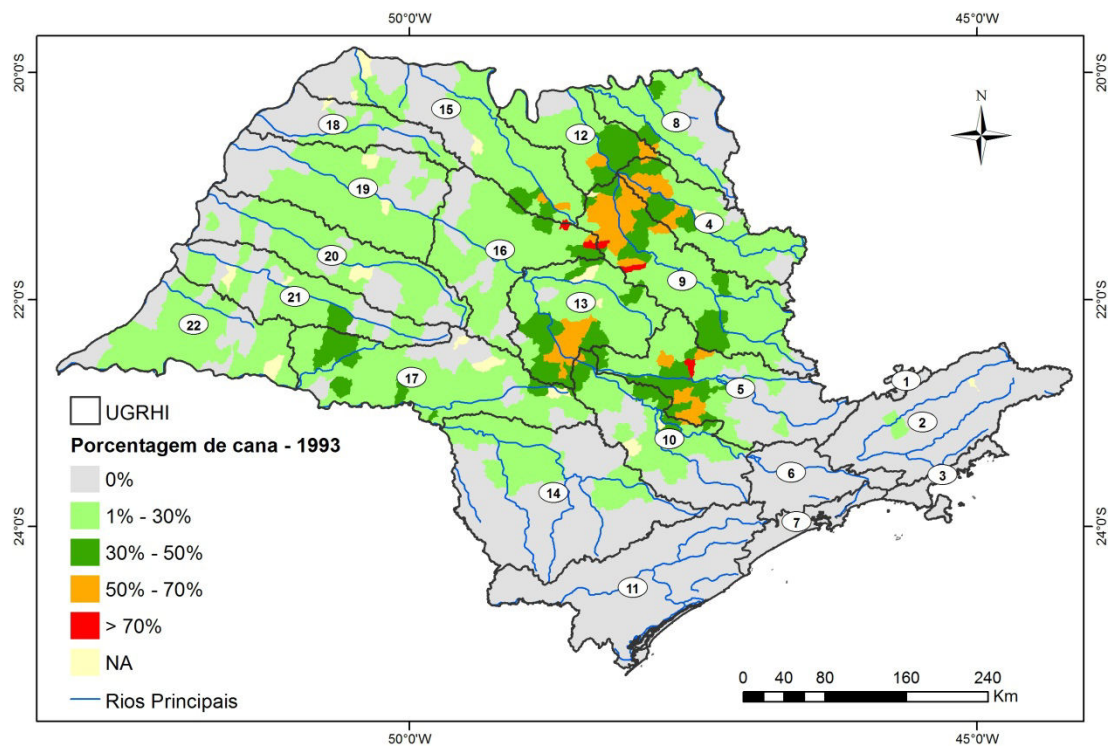 50°0'W 45°0'W
20°0'S 20°0'S
N
15
8
18
12
19
4
16
20
9
21
13
22°0'S 22°0'S
22
17
1
5
2
UGRHI
10
Porcentagem de cana - 1993
6
3
0%
14
7
1% - 30%
24°0'S 24°0'S
30% - 50%
11
50% - 70%
> 70%
NA
0 40 80 160 240
Km
Rios Principais
50°0'W 45°0'W